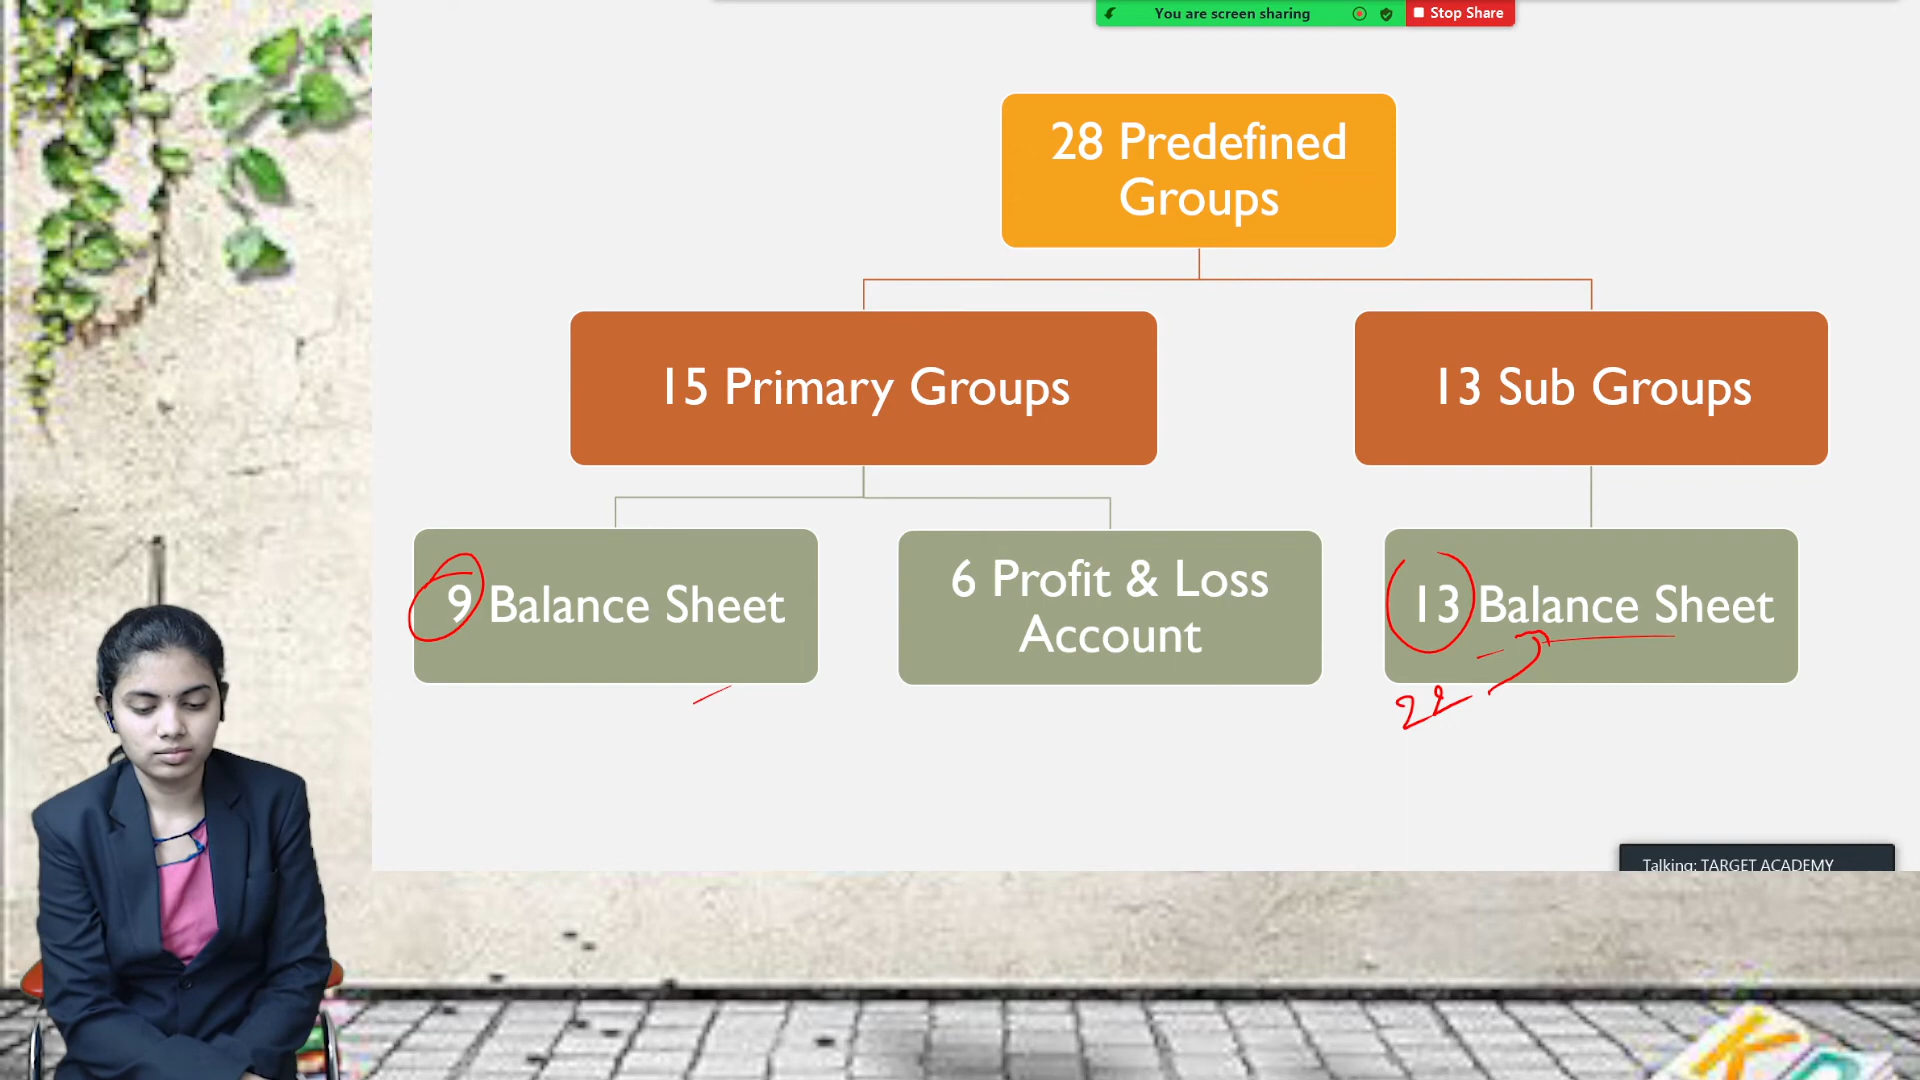 You are screen sharing
Stop Share
28 Predefined
Groups
15 Primary Groups
13 Sub Groups
9 Balance Sheet
6 Profit & Loss
Account
13 Balance Sheet
22
Talking: TARGET ACADEMY